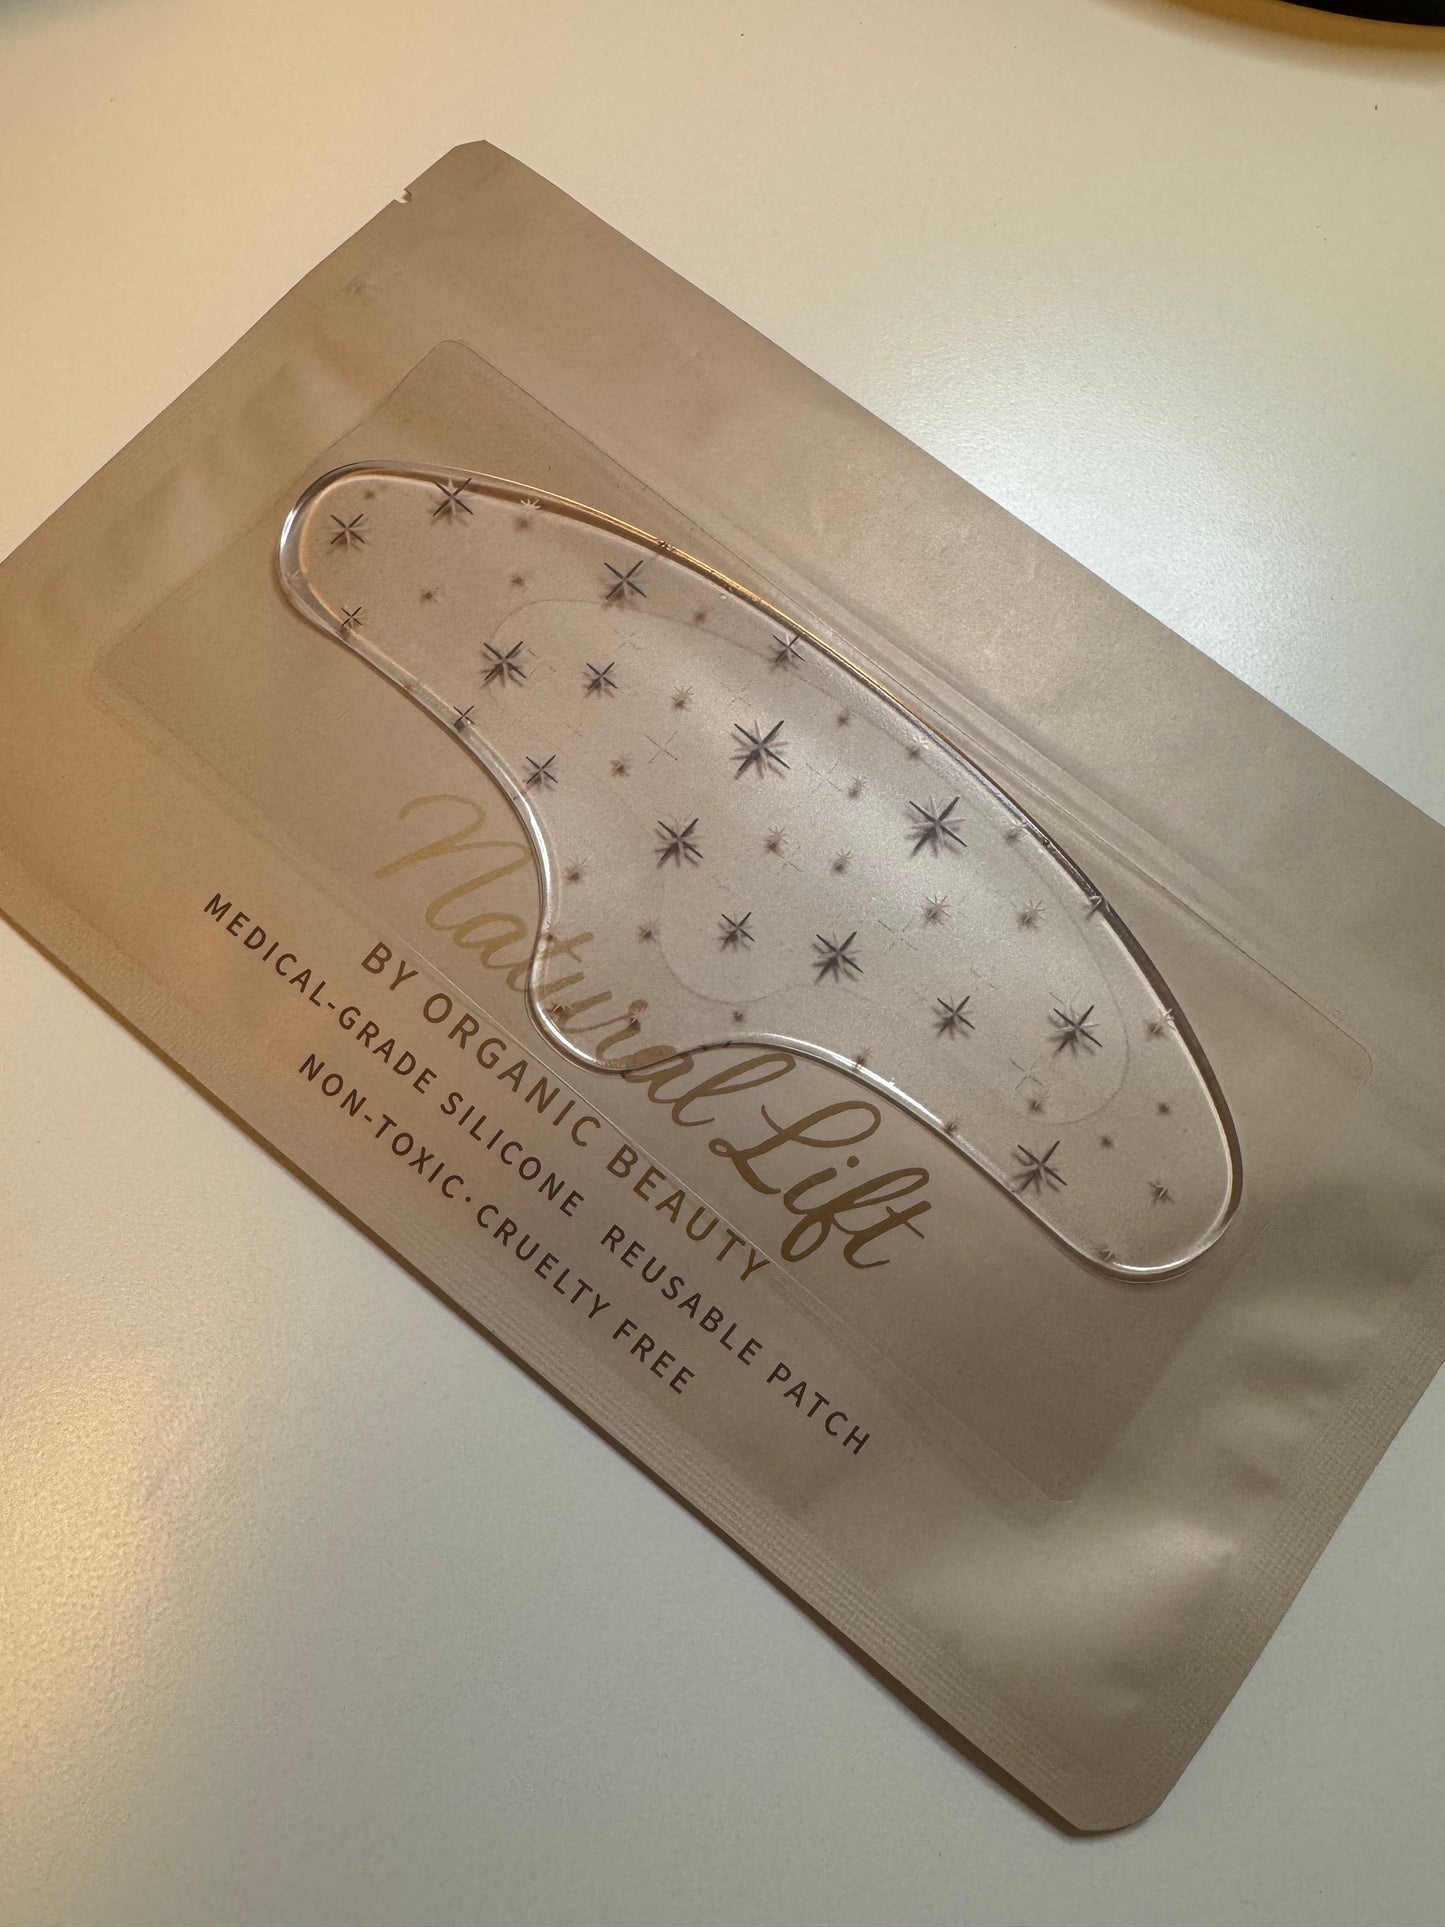 Natural Lift
BY ORGANIC BEAUTY
MEDICAL-GRADE SILICONE REUSABLE PATCH
NON-TOXIC · CRUELTY FREE